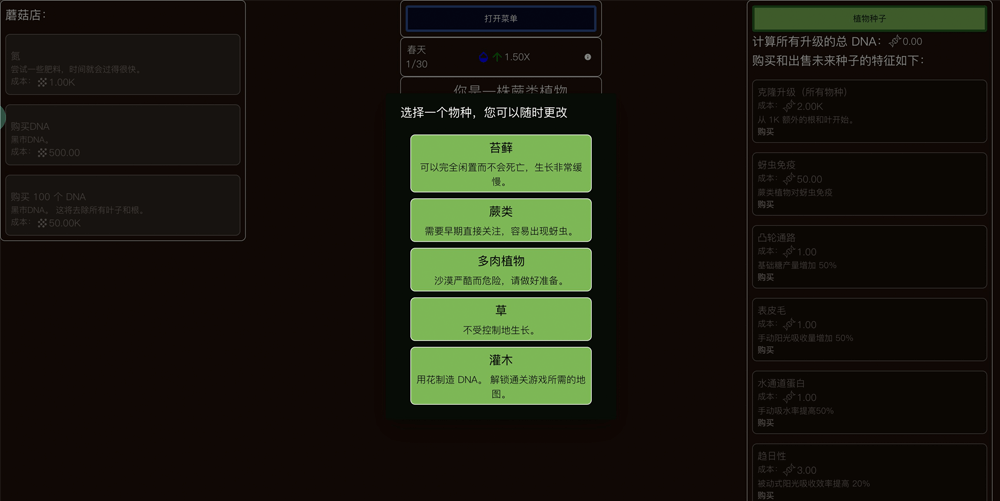 蘑菇店：
氮
尝试一些肥料，时间就会过得很快。
成本： 1.00K
购买DNA
黑市DNA。
成本： 500.00
购买 100 个 DNA
黑市DNA。 这将去除所有叶子和根。
成本： 50.00K
打开菜单
春天
1/30
1.50X
你是一株蕨类植物
选择一个物种，您可以随时更改
苔藓
可以完全闲置而不会死亡，生长非常缓
慢。
蕨类
需要早期直接关注，容易出现蚜虫。
多肉植物
沙漠严酷而危险，请做好准备。
草
不受控制地生长。
灌木
用花制造 DNA。 解锁通关游戏所需的地
图。
植物种子
计算所有升级的总 DNA： 0.00
购买和出售未来种子的特征如下：
克隆升级（所有物种）
成本： 2.00K
从 1K 额外的根和叶开始。
购买
蚜虫免疫
成本： 50.00
蕨类植物对蚜虫免疫
购买
凸轮通路
成本： 1.00
基础糖产量增加 50%
购买
表皮毛
成本： 1.00
手动阳光吸收量增加 50%
购买
水通道蛋白
成本： 1.00
手动吸水率提高50%
购买
趋日性
成本： 3.00
被动式阳光吸收效率提高 20%
购买